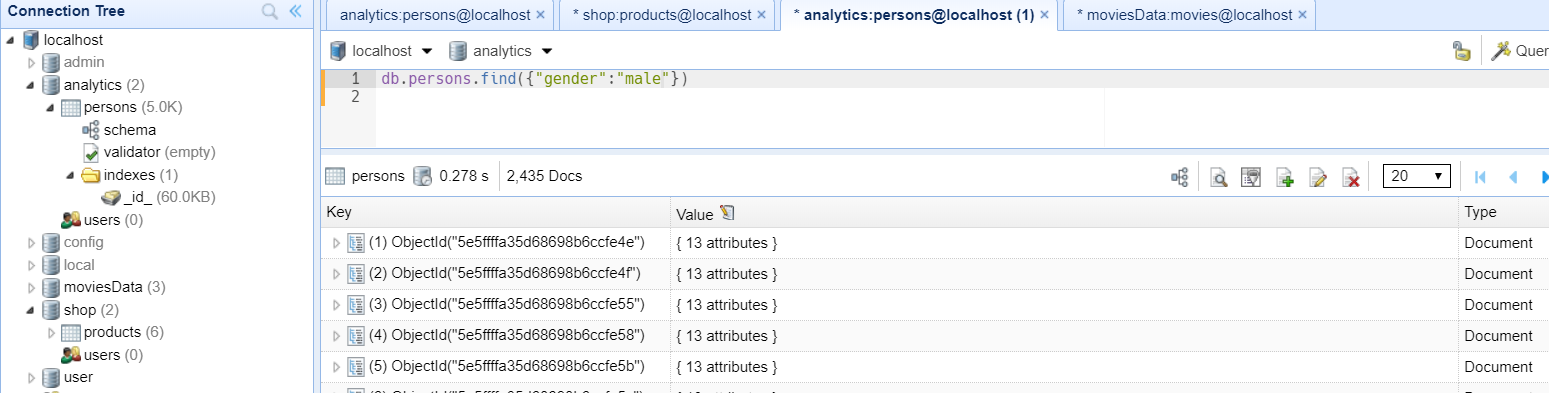 Connection Tree
localhost
admin
analytics (2)
persons (5.0K)
schema
validator (empty)
indexes (1)
_id_ (60.0KB)
users (0)
config
local
moviesData (3)
shop (2)
products (6)
users (0)
user
analytics:persons@localhost × * shop:products@localhost × * analytics:persons@localhost (1) × * moviesData:movies@localhost ×
localhost analytics Quer
1 db.persons.find({"gender":"male"})
2
persons 0.278 s 2,435 Docs 20
Key Value Type
(1) ObjectId("5e5ffffa35d68698b6ccfe4e") { 13 attributes } Document
(2) ObjectId("5e5ffffa35d68698b6ccfe4f") { 13 attributes } Document
(3) ObjectId("5e5ffffa35d68698b6ccfe55") { 13 attributes } Document
(4) ObjectId("5e5ffffa35d68698b6ccfe58") { 13 attributes } Document
(5) ObjectId("5e5ffffa35d68698b6ccfe5b") { 13 attributes } Document